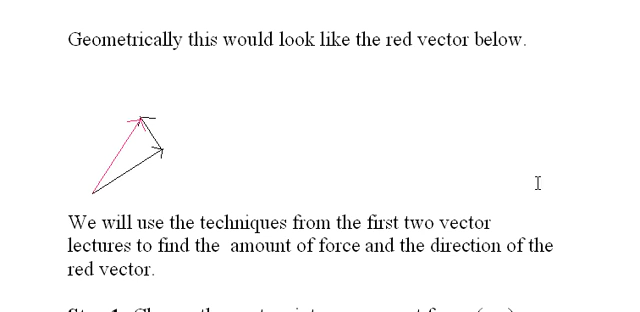 Geometrically this would look like the red vector below.
We will use the techniques from the first two vector
lectures to find the  amount of force and the direction of the
red vector.